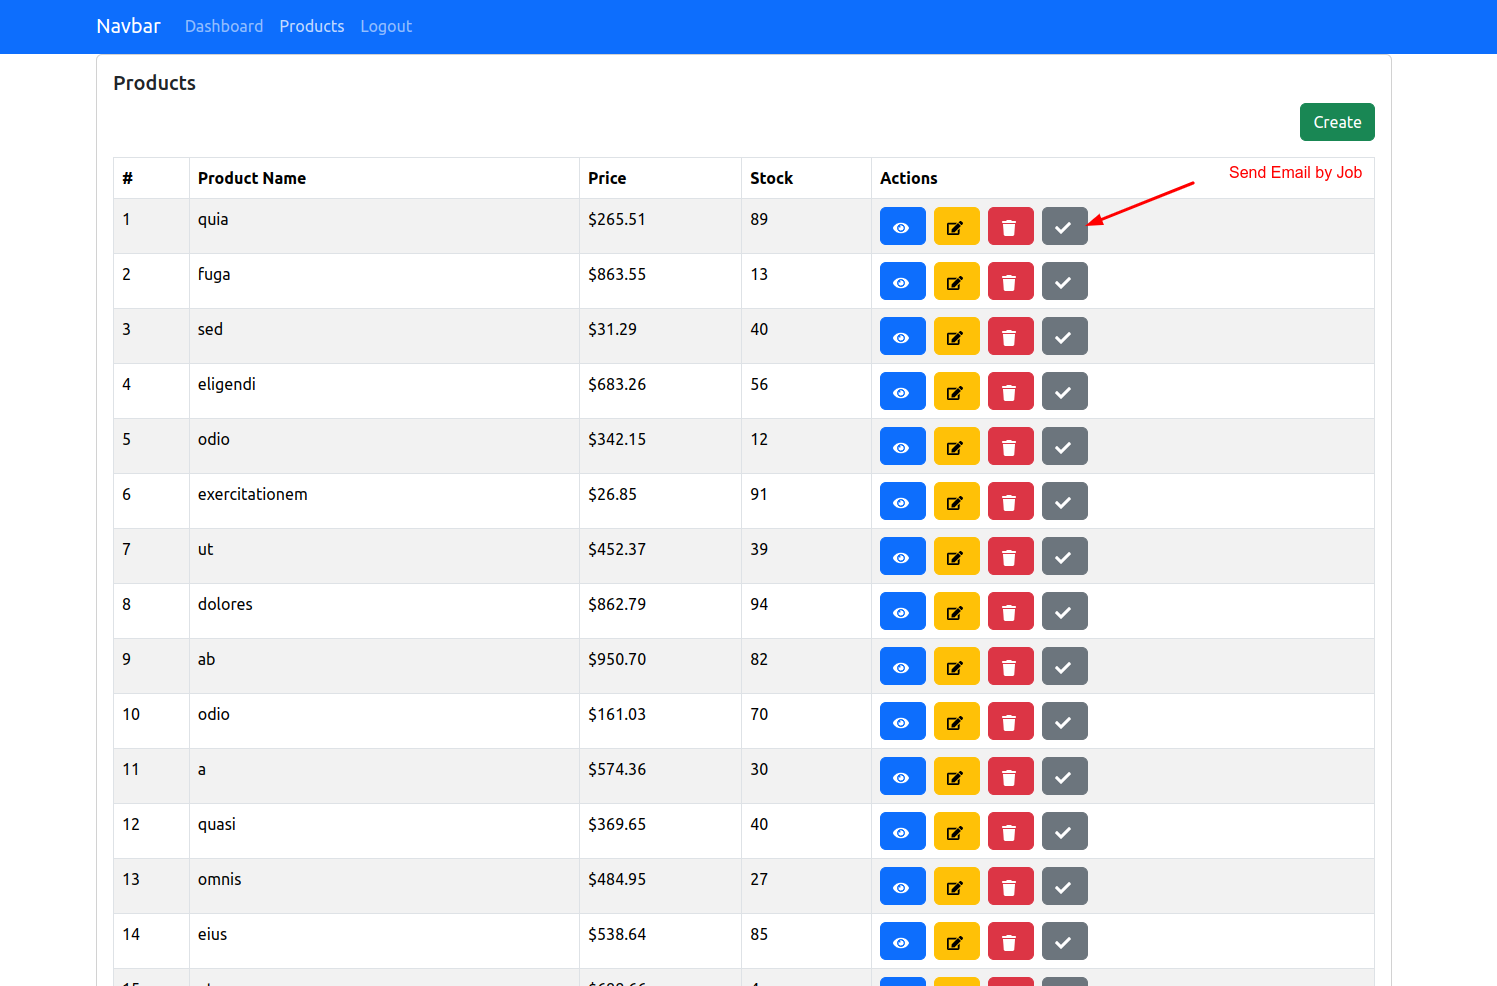 Navbar Dashboard Products Logout
Products
Create
# Product Name Price Stock Actions Send Email by Job
1 quia $265.51 89
2 fuga $863.55 13
3 sed $31.29 40
4 eligendi $683.26 56
5 odio $342.15 12
6 exercitationem $26.85 91
7 ut $452.37 39
8 dolores $862.79 94
9 ab $950.70 82
10 odio $161.03 70
11 a $574.36 30
12 quasi $369.65 40
13 omnis $484.95 27
14 eius $538.64 85